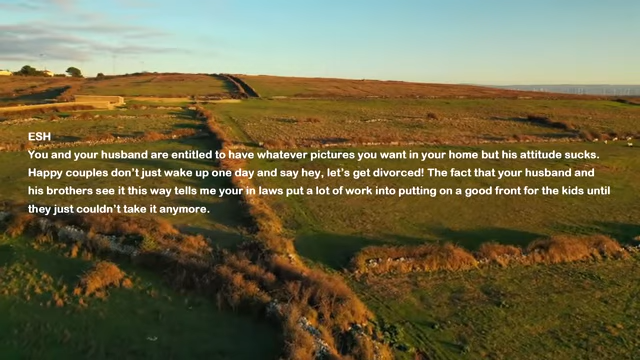 ESH
You and your husband are entitled to have whatever pictures you want in your home but his attitude sucks.
Happy couples don't just wake up one day and say hey, let's get divorced! The fact that your husband and
his brothers see it this way tells me your in laws put a lot of work into putting on a good front for the kids until
they just couldn't take it anymore.